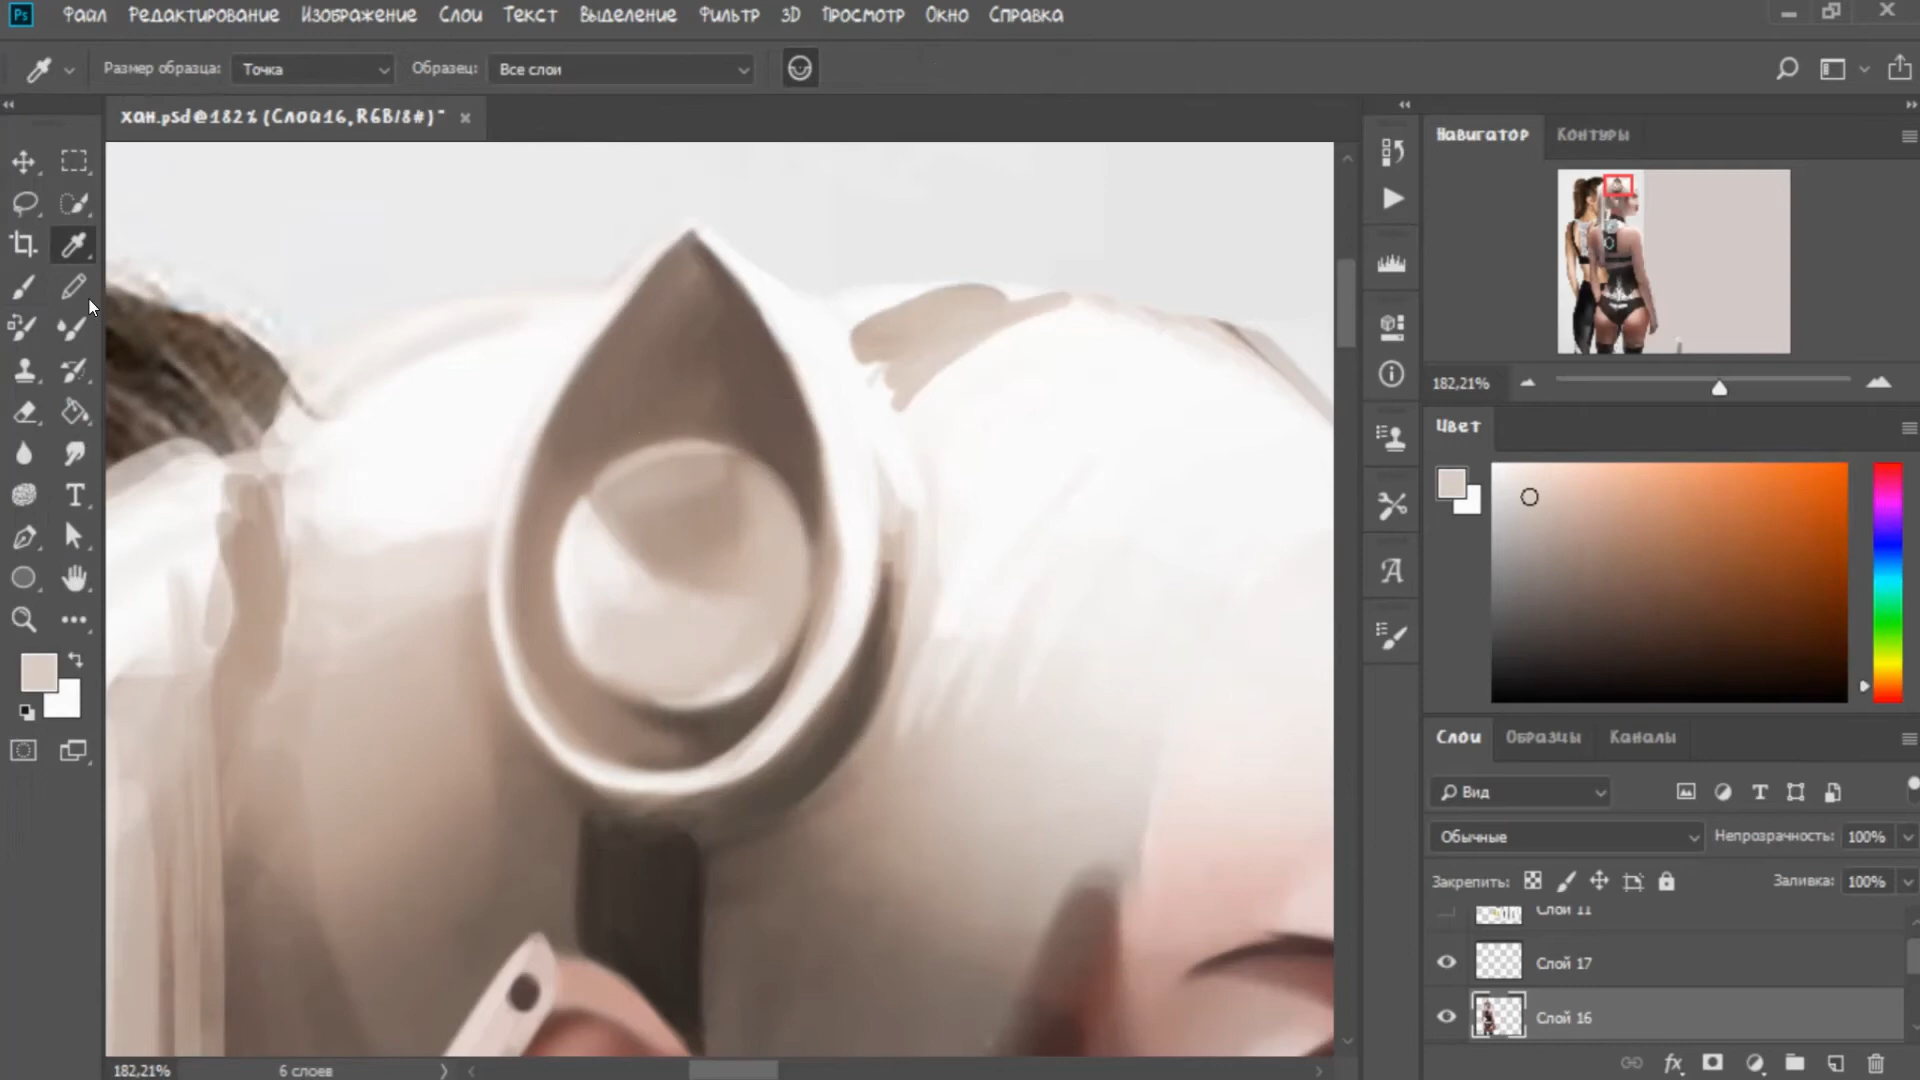 Ps Файл Редактирование Изображение Слои Текст Выделение Фильтр 3D Просмотр Окно Справка
Размер образца: Точка Образец: Все слои
хан.psd@182% (Слой16,RGB/8#)*
Навигатор Контуры
182,21%
Цвет
Слои Образцы Каналы
Вид
Обычные Непрозрачность: 100%
Закрепить: Заливка: 100%
Слой 11
Слой 17
Слой 16
182,21% 6 слоев